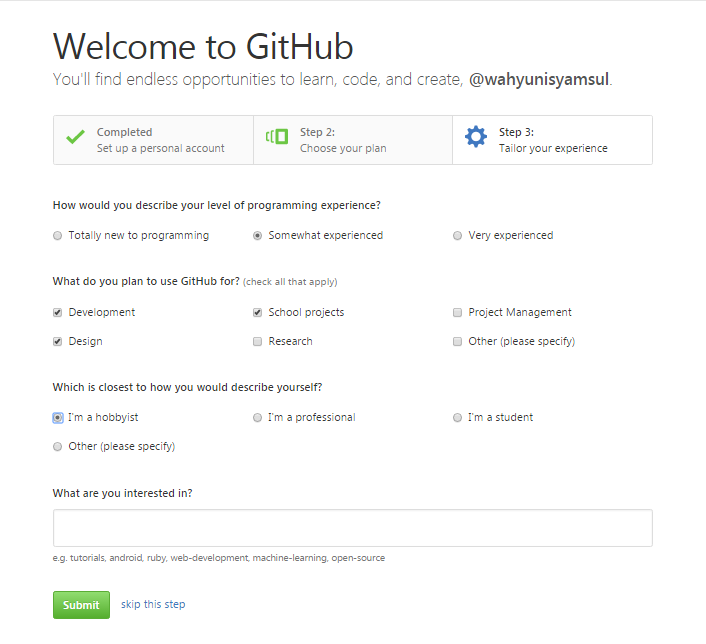 Welcome to GitHub
You'll find endless opportunities to learn, code, and create, @wahyunisyamsul.
Completed
Set up a personal account
Step 2:
Choose your plan
Step 3:
Tailor your experience
How would you describe your level of programming experience?
Totally new to programming Somewhat experienced Very experienced
What do you plan to use GitHub for? (check all that apply)
Development School projects Project Management
Design Research Other (please specify)
Which is closest to how you would describe yourself?
I'm a hobbyist I'm a professional I'm a student
Other (please specify)
What are you interested in?
e.g. tutorials, android, ruby, web-development, machine-learning, open-source
Submit skip this step